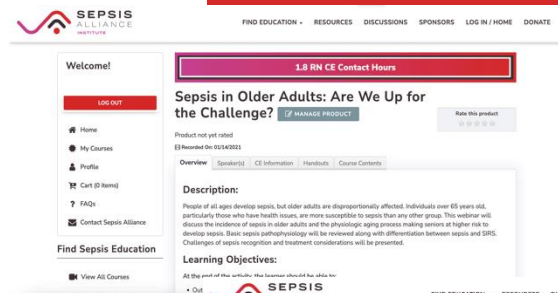 SEPSIS
ALLIANCE
INSTITUTE
FIND EDUCATION
RESOURCES
DISCUSSIONS
SPONSORS
LOG IN / HOME
DONATE
Welcome!
LOG OUT
Home
My Courses
Profile
Cart (0 Items)
FAQs
Contact Sepsis Alliance
Find Sepsis Education
View All Courses
1.8 RN CE Contact Hours
Sepsis in Older Adults: Are We Up for
the Challenge? MANAGE PRODUCT
Rate this product
Product not yet rated
Recorded On: 01/14/2021
Overview
Speaker(s)
CE Information
Handouts
Course Contents
Description:
People of all ages develop sepsis, but older adults are disproportionally affected. Individuals over 65 years old,
particularly those who have health issues, are more susceptible to sepsis than any other group. This webinar will
discuss the incidence of sepsis in older adults and the physiologic aging process making seniors at higher risk to
develop sepsis. Basic sepsis pathophysiology will be reviewed along with differentiation between sepsis and SIRS.
Challenges of sepsis recognition and treatment considerations will be presented.
Learning Objectives:
At the end of the activity, the learner should be able to:
Out
SEPSIS